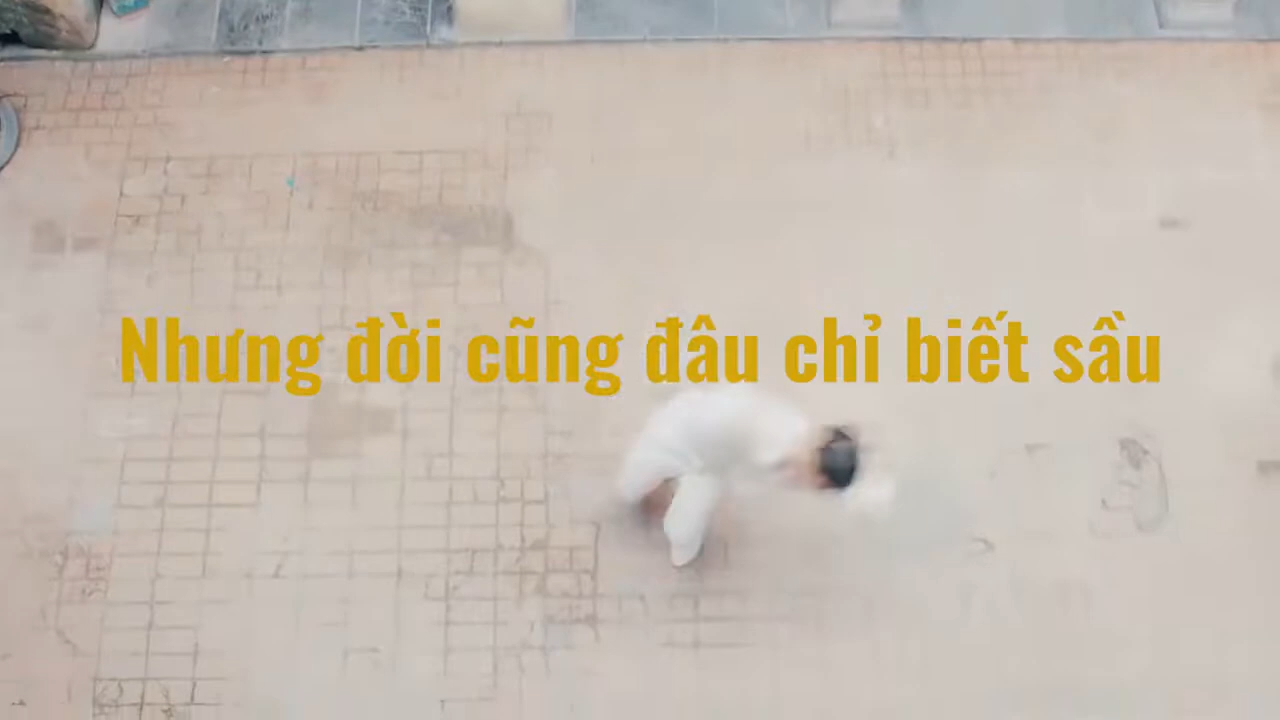 Nhưng đời cũng đâu chỉ biết sầu